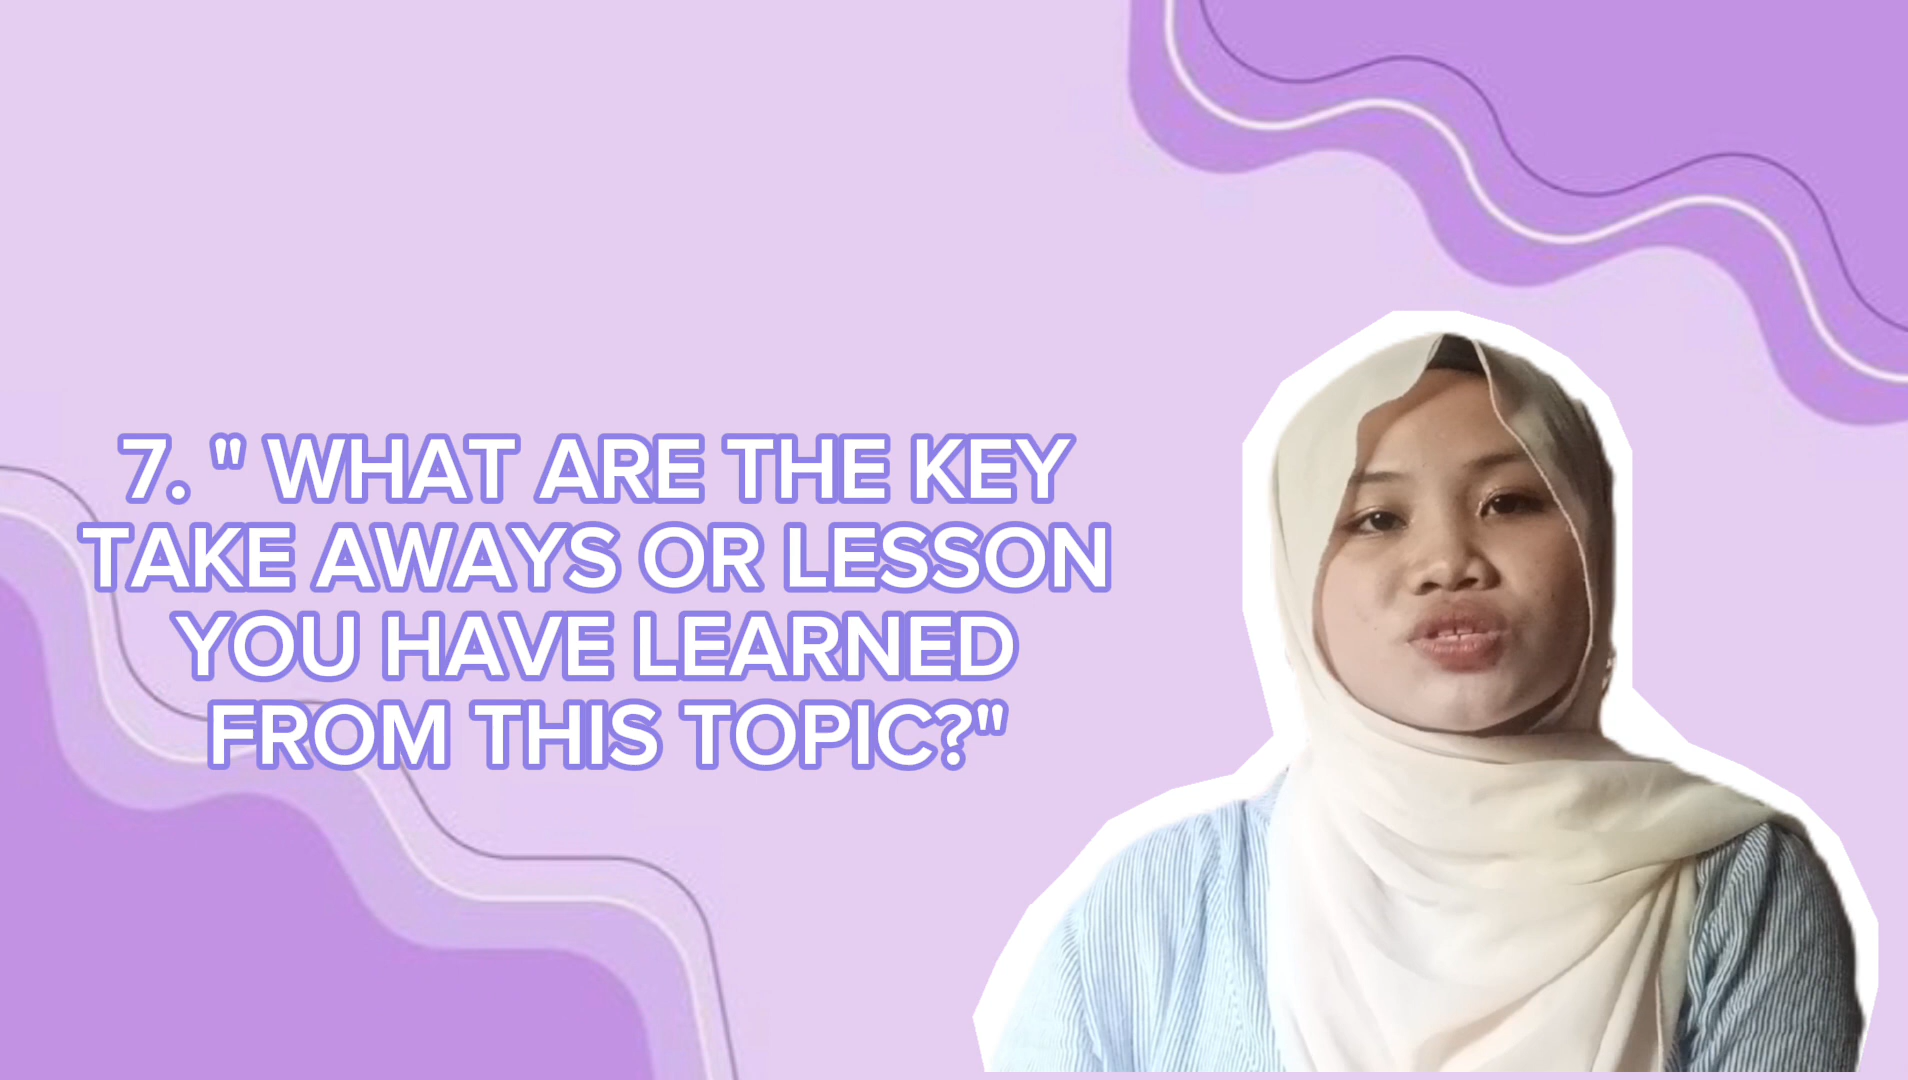 7. " WHAT ARE THE KEY
TAKE AWAYS OR LESSON
YOU HAVE LEARNED
FROM THIS TOPIC?"